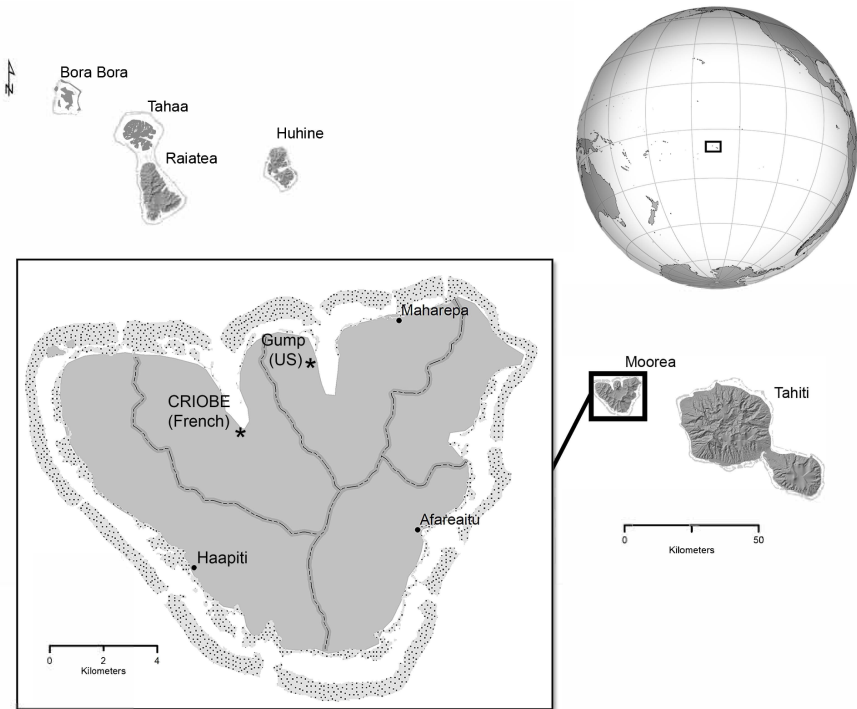 N
Bora Bora
Tahaa
Raiatea
Huhine
Maharepa
Gump
(US)
CRIOBE
(French)
Afareaitu
Haapiti
0 2 4
Kilometers
Moorea
Tahiti
0 50
Kilometers